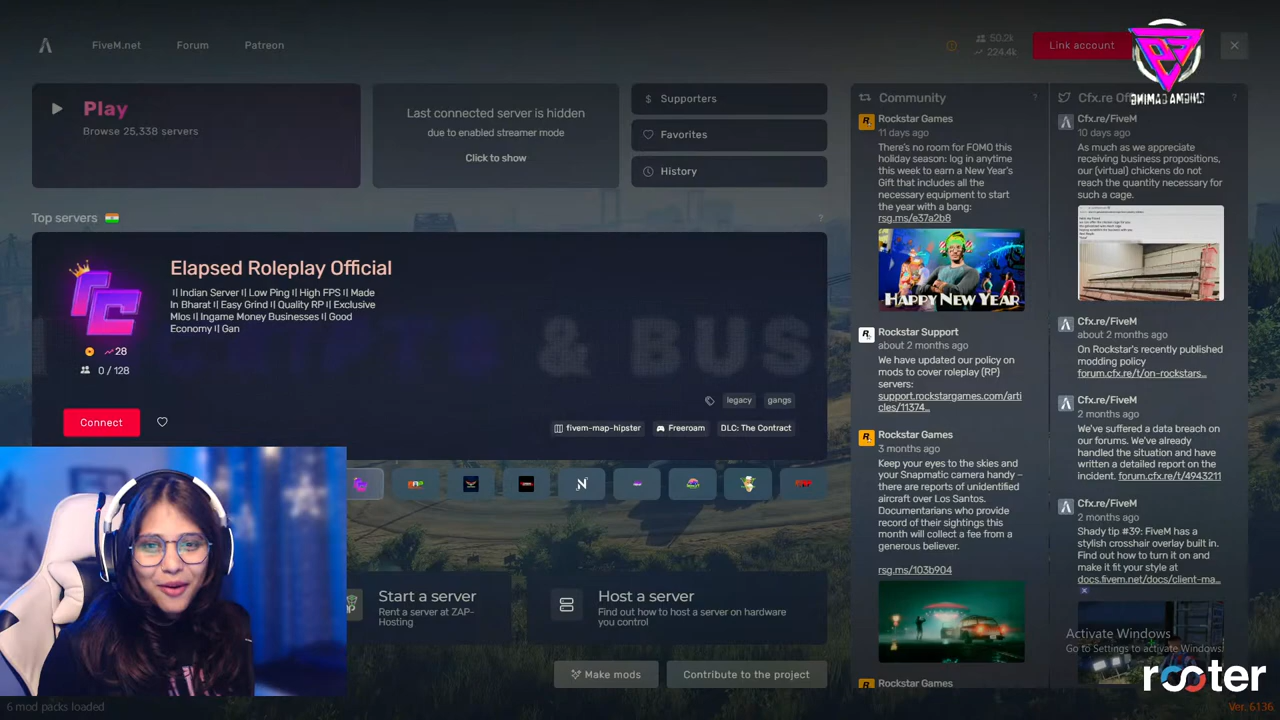 FiveM.net
Forum
Patreon
50.2k
224.4k
Link account
Play
Browse 25,338 servers
Last connected server is hidden
due to enabled streamer mode
Click to show
Supporters
Favorites
History
Top servers
?
Elapsed Roleplay Official
Indian Server
Low Ping
High FPS
Made
In Bharat
Easy Grind
Quality RP
Exclusive
Mlos
Ingame Money Businesses
Good
Economy
Gan
28
0 / 128
& BUS
legacy
gangs
Connect
fivem-map-hipster
Freeroam
DLC: The Contract
Start a server
Rent a server at ZAP-
Hosting
Host a server
Find out how to host a server on hardware
you control
Make mods
Contribute to the project
6 mod packs loaded
Community
?
Rockstar Games
11 days ago
There's no room for FOMO this
holiday season: log in anytime
this week to earn a New Year's
Gift that includes all the
necessary equipment to start
the year with a bang:
rsg.ms/e37a2b8
HAPPY NEW YEAR
Rockstar Support
about 2 months ago
We have updated our policy on
mods to cover roleplay (RP)
servers:
support.rockstargames.com/arti
cles/11374…
Rockstar Games
3 months ago
Keep your eyes to the skies and
your Snapmatic camera handy –
there are reports of unidentified
aircraft over Los Santos.
Documentarians who provide
record of their sightings this
month will collect a fee from a
generous believer.
rsg.ms/103b904
Rockstar Games
Cfx.re
?
Cfx.re/FiveM
10 days ago
As much as we appreciate
receiving business propositions,
our (virtual) chickens do not
reach the quantity necessary for
such a cage.
Cfx.re/FiveM
about 2 months ago
On Rockstar's recently published
modding policy
forum.cfx.re/t/on-rockstars…
Cfx.re/FiveM
2 months ago
We've suffered a data breach on
our forums. We've already
handled the situation and have
written a detailed report on the
incident. forum.cfx.re/t/4943211
Cfx.re/FiveM
2 months ago
Shady tip #39: FiveM has a
stylish crosshair overlay built in.
Find out how to turn it on and
make it fit your style at
docs.fivem.net/docs/client-ma…
Activate Windows
Go to Settings to activate Windows.
rooter
Ver. 6136